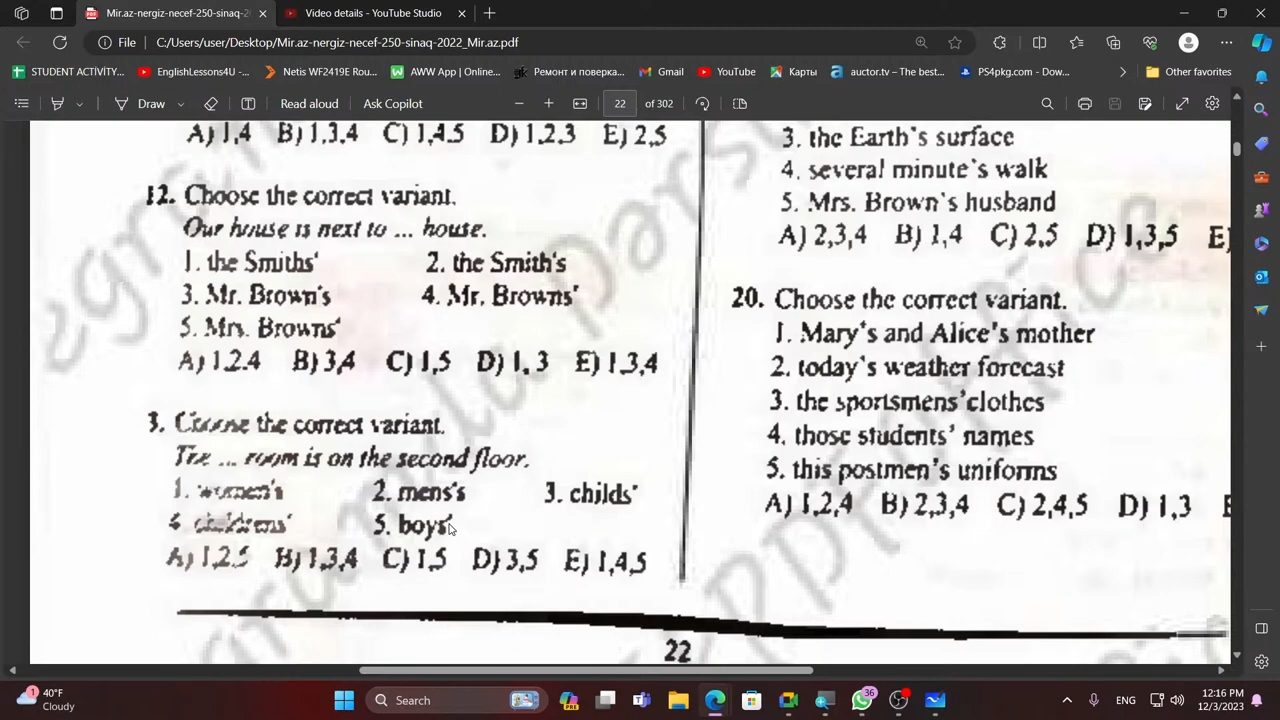 Mir.az-nergiz-necef-250-sinaq-2
Video details - YouTube Studio
File
C:/Users/user/Desktop/Mir.az-nergiz-necef-250-sinaq-2022_Mir.az.pdf
STUDENT ACTİVİTY
EnglishLessons4U -...
Netis WF2419E Rou...
AWW App | Online...
Ремонт и поверка...
Gmail
YouTube
Карты
auctor.tv – The best...
PS4pkg.com - Dow...
Other favorites
Draw
Read aloud
Ask Copilot
22 of 302
A) 1,4 B) 1,3,4 C) 1,4,5 D) 1,2,3 E) 2,5
12. Choose the correct variant.
Our house is next to ... house.
1. the Smiths' 2. the Smith's
3. Mr. Brown's 4. Mr. Browns'
5. Mrs. Browns'
A) 1,2,4 B) 3,4 C) 1,5 D) 1, 3 E) 1,3,4
3. Choose the correct variant.
The ... room is on the second floor.
1. women's 2. mens's 3. childs'
4. childrens' 5. boys'
A) 1,2,5 B) 1,3,4 C) 1,5 D) 3,5 E) 1,4,5
3. the Earth's surface
4. several minute's walk
5. Mrs. Brown's husband
A) 2,3,4 B) 1,4 C) 2,5 D) 1,3,5 E)
20. Choose the correct variant.
1. Mary's and Alice's mother
2. today's weather forecast
3. the sportsmens'clothes
4. those students' names
5. this postmen's uniforms
A) 1,2,4 B) 2,3,4 C) 2,4,5 D) 1,3
22
40°F
Cloudy
Search
PRE
36
ENG
12:16 PM
12/3/2023